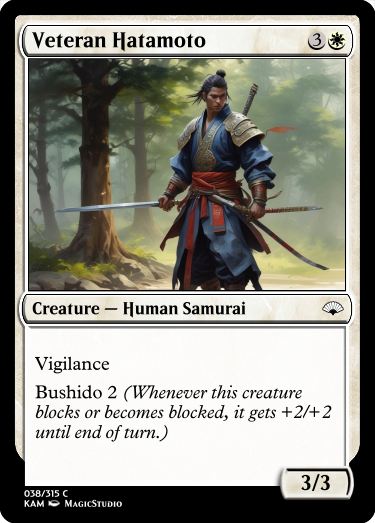 Veteran Hatamoto 3
Creature — Human Samurai
Vigilance
Bushido 2 (Whenever this creature
blocks or becomes blocked, it gets +2/+2
until end of turn.)
3/3
038/315 C
KAM MagicStudio